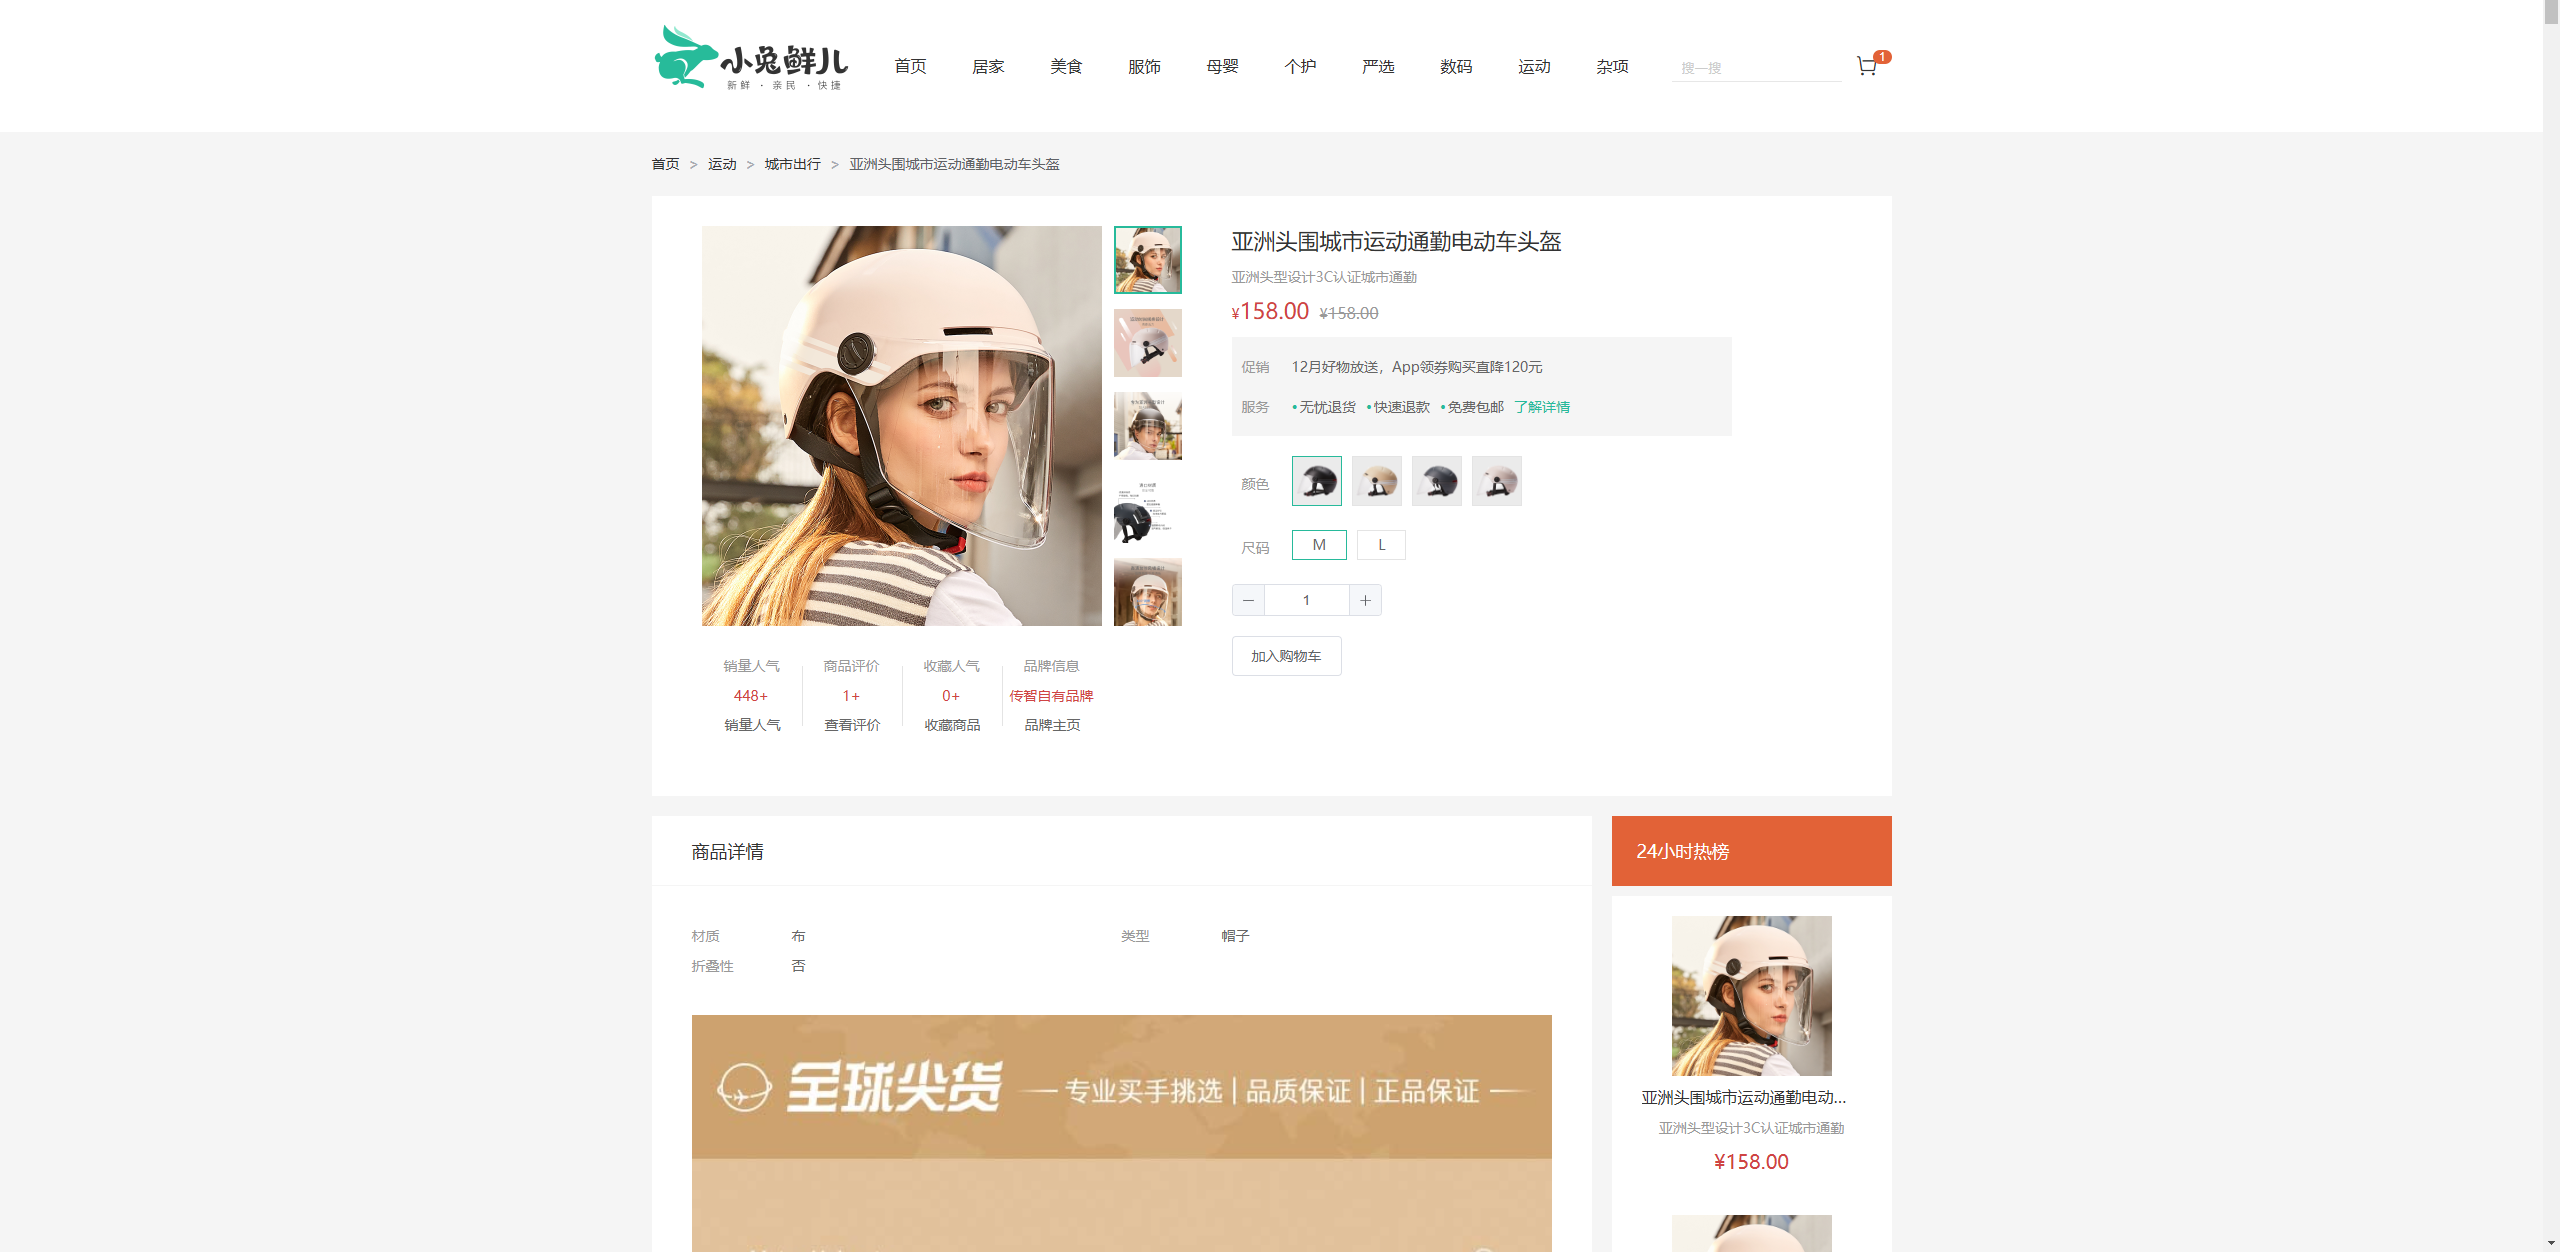 小兔鲜儿
新鲜 · 亲民 · 快捷
首页 居家 美食 服饰 母婴 个护 严选 数码 运动 杂项
搜一搜
1
首页 > 运动 > 城市出行 > 亚洲头围城市运动通勤电动车头盔
亚洲头围城市运动通勤电动车头盔
亚洲头型设计3C认证城市通勤
¥158.00 ¥158.00
促销 12月好物放送，App领券购买直降120元
服务 •无忧退货 •快速退款 •免费包邮 了解详情
颜色
尺码 M L
1
加入购物车
销量人气 商品评价 收藏人气 品牌信息
448+ 1+ 0+ 传智自有品牌
销量人气 查看评价 收藏商品 品牌主页
商品详情
24小时热榜
材质 布 类型 帽子
折叠性 否
全球尖货 专业买手挑选 | 品质保证 | 正品保证
亚洲头围城市运动通勤电动...
亚洲头型设计3C认证城市通勤
¥158.00